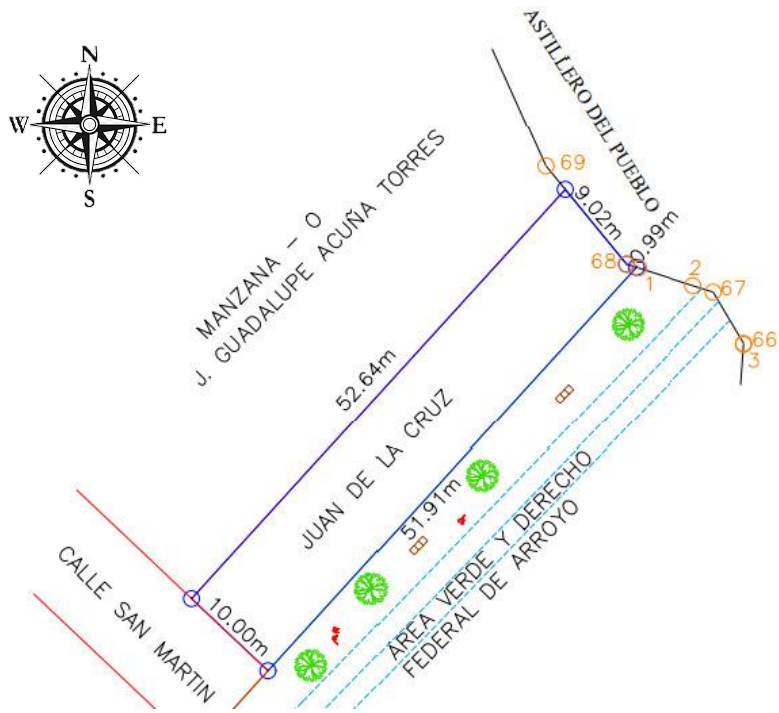 N
W
E
S
ASTILLERO DEL PUEBLO
69
9.02m
0.99m
68
1
2
67
66
3
MANZANA - O
J. GUADALUPE ACUÑA TORRES
52.64m
JUAN DE LA CRUZ
51.91m
AREA VERDE Y DERECHO
FEDERAL DE ARROYO
CALLE SAN MARTIN
10.00m